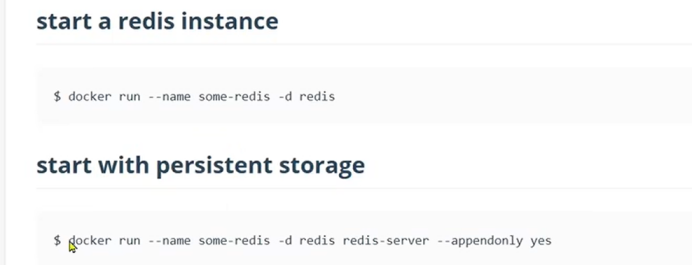 start a redis instance
$ docker run --name some-redis -d redis
start with persistent storage
$ docker run --name some-redis -d redis redis-server --appendonly yes